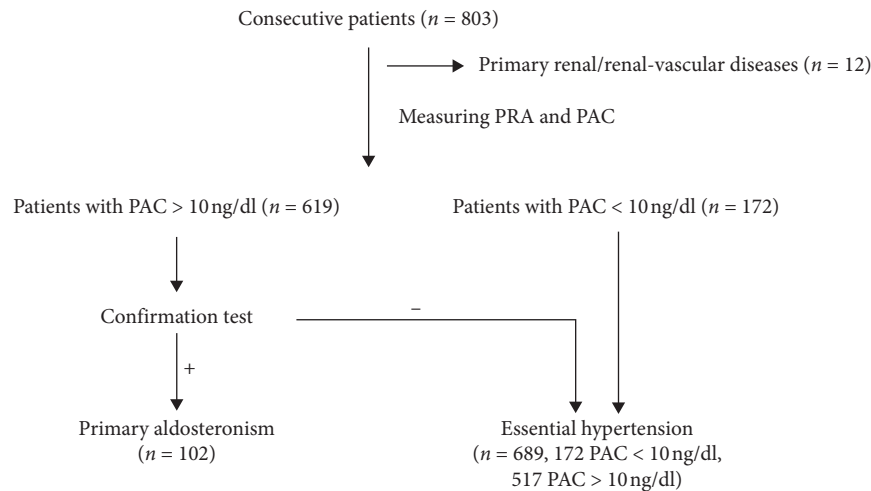 Consecutive patients (n = 803)
Primary renal/renal-vascular diseases (n = 12)
Measuring PRA and PAC
Patients with PAC > 10 ng/dl (n = 619)
Patients with PAC < 10 ng/dl (n = 172)
–
Confirmation test
+
Primary aldosteronism
(n = 102)
Essential hypertension
(n = 689, 172 PAC < 10 ng/dl,
517 PAC > 10 ng/dl)